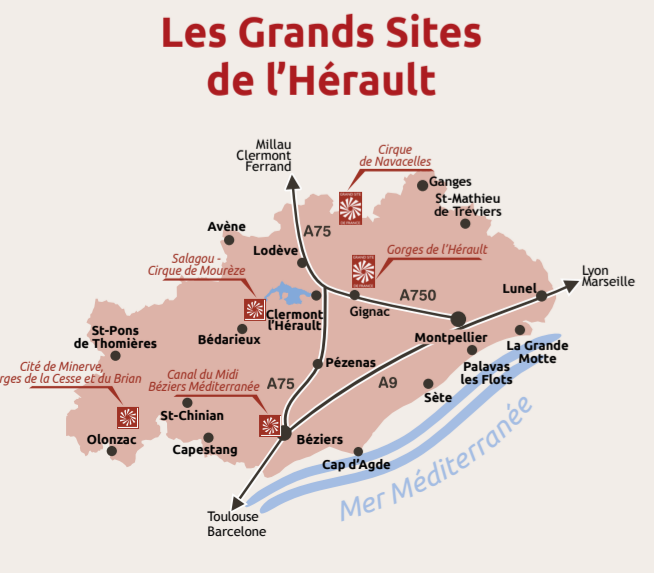 Les Grands Sites
de l’Hérault
Millau
Clermont
Ferrand
Cirque
de Navacelles
Ganges
St-Mathieu
de Tréviers
Avène
A75
Lodève
Gorges de l’Hérault
Salagou -
Cirque de Mourèze
Lyon
Marseille
Lunel
A750
Gignac
Clermont
l’Hérault
Bédarieux
Montpellier
La Grande
Motte
St-Pons
de Thomières
Pézenas
Palavas
les Flots
Cité de Minerve,
rges de la Cesse et du Brian
Canal du Midi
Béziers Méditerranée
A75
A9
Sète
St-Chinian
Olonzac
Capestang
Béziers
Cap d’Agde
Mer Méditerranée
Toulouse
Barcelone